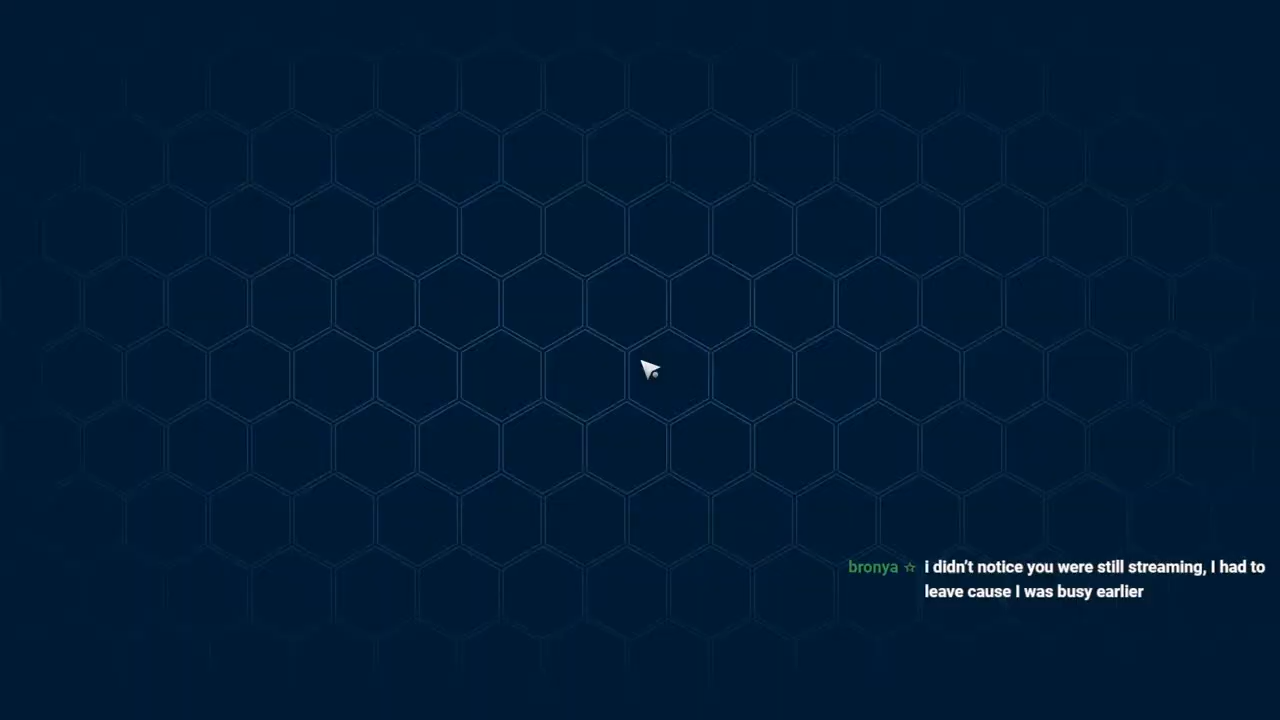 bronya ☆ i didn't notice you were still streaming, I had to
leave cause I was busy earlier